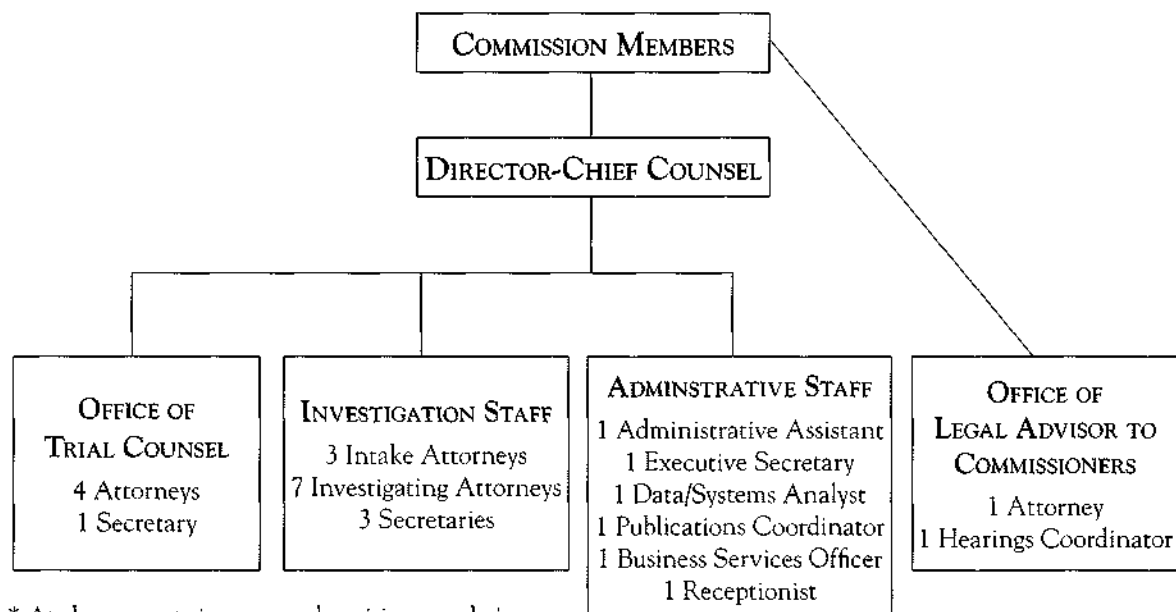 COMMISSION MEMBERS
DIRECTOR-CHIEF COUNSEL
OFFICE OF
TRIAL COUNSEL
4 Attorneys
1 Secretary
INVESTIGATION STAFF
3 Intake Attorneys
7 Investigating Attorneys
3 Secretaries
ADMINSTRATIVE STAFF
1 Administrative Assistant
1 Executive Secretary
1 Data/Systems Analyst
1 Publications Coordinator
1 Business Services Officer
1 Receptionist
OFFICE OF
LEGAL ADVISOR TO
COMMISSIONERS
1 Attorney
1 Hearings Coordinator